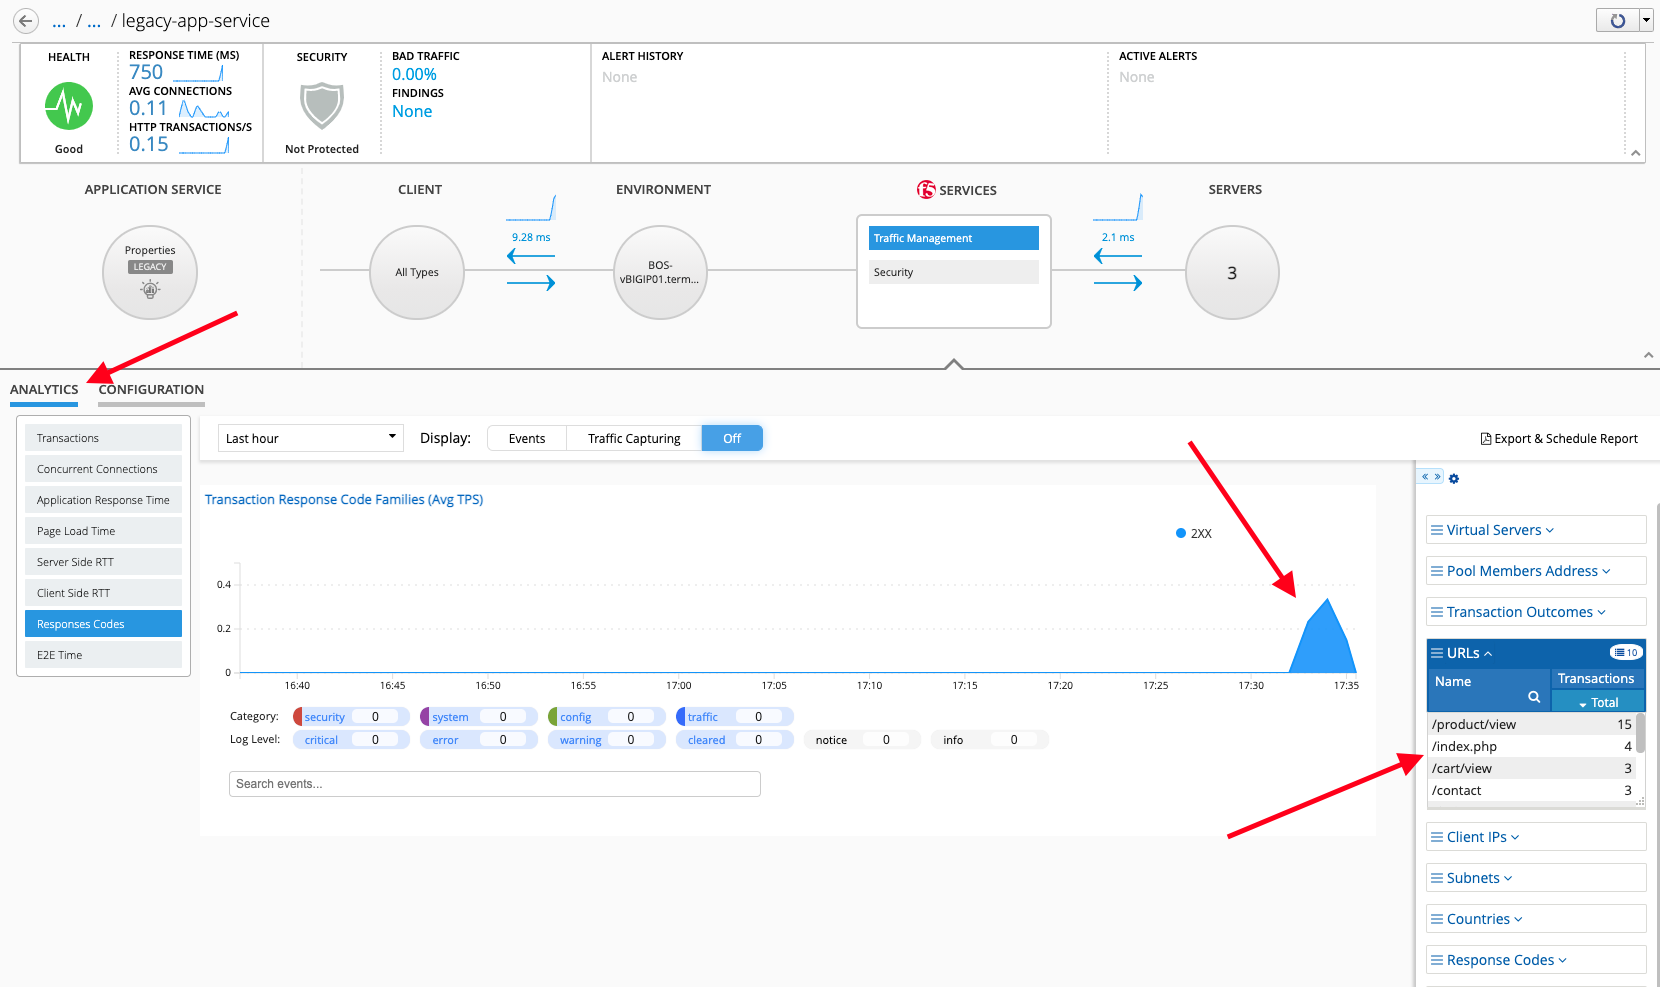 ... / ... / legacy-app-service
HEALTH
Good
RESPONSE TIME (MS)
750
AVG CONNECTIONS
0.11
HTTP TRANSACTIONS/S
0.15
SECURITY
Not Protected
BAD TRAFFIC
0.00%
FINDINGS
None
ALERT HISTORY
None
ACTIVE ALERTS
None
APPLICATION SERVICE
Properties
LEGACY
CLIENT
All Types
9.28 ms
ENVIRONMENT
BOS-
vBIGIP01.term...
f5 SERVICES
Traffic Management
Security
2.1 ms
SERVERS
3
ANALYTICS
CONFIGURATION
Transactions
Concurrent Connections
Application Response Time
Page Load Time
Server Side RTT
Client Side RTT
Responses Codes
E2E Time
Last hour
Display:
Events
Traffic Capturing
Off
Export & Schedule Report
Transaction Response Code Families (Avg TPS)
2XX
0.4
0.2
0
16:40 16:45 16:50 16:55 17:00 17:05 17:10 17:15 17:20 17:25 17:30 17:35
Category: security 0 system 0 config 0 traffic 0
Log Level: critical 0 error 0 warning 0 cleared 0 notice 0 info 0
Search events...
« »
Virtual Servers
Pool Members Address
Transaction Outcomes
URLs 10
Name Transactions
Total
/product/view 15
/index.php 4
/cart/view 3
/contact 3
Client IPs
Subnets
Countries
Response Codes